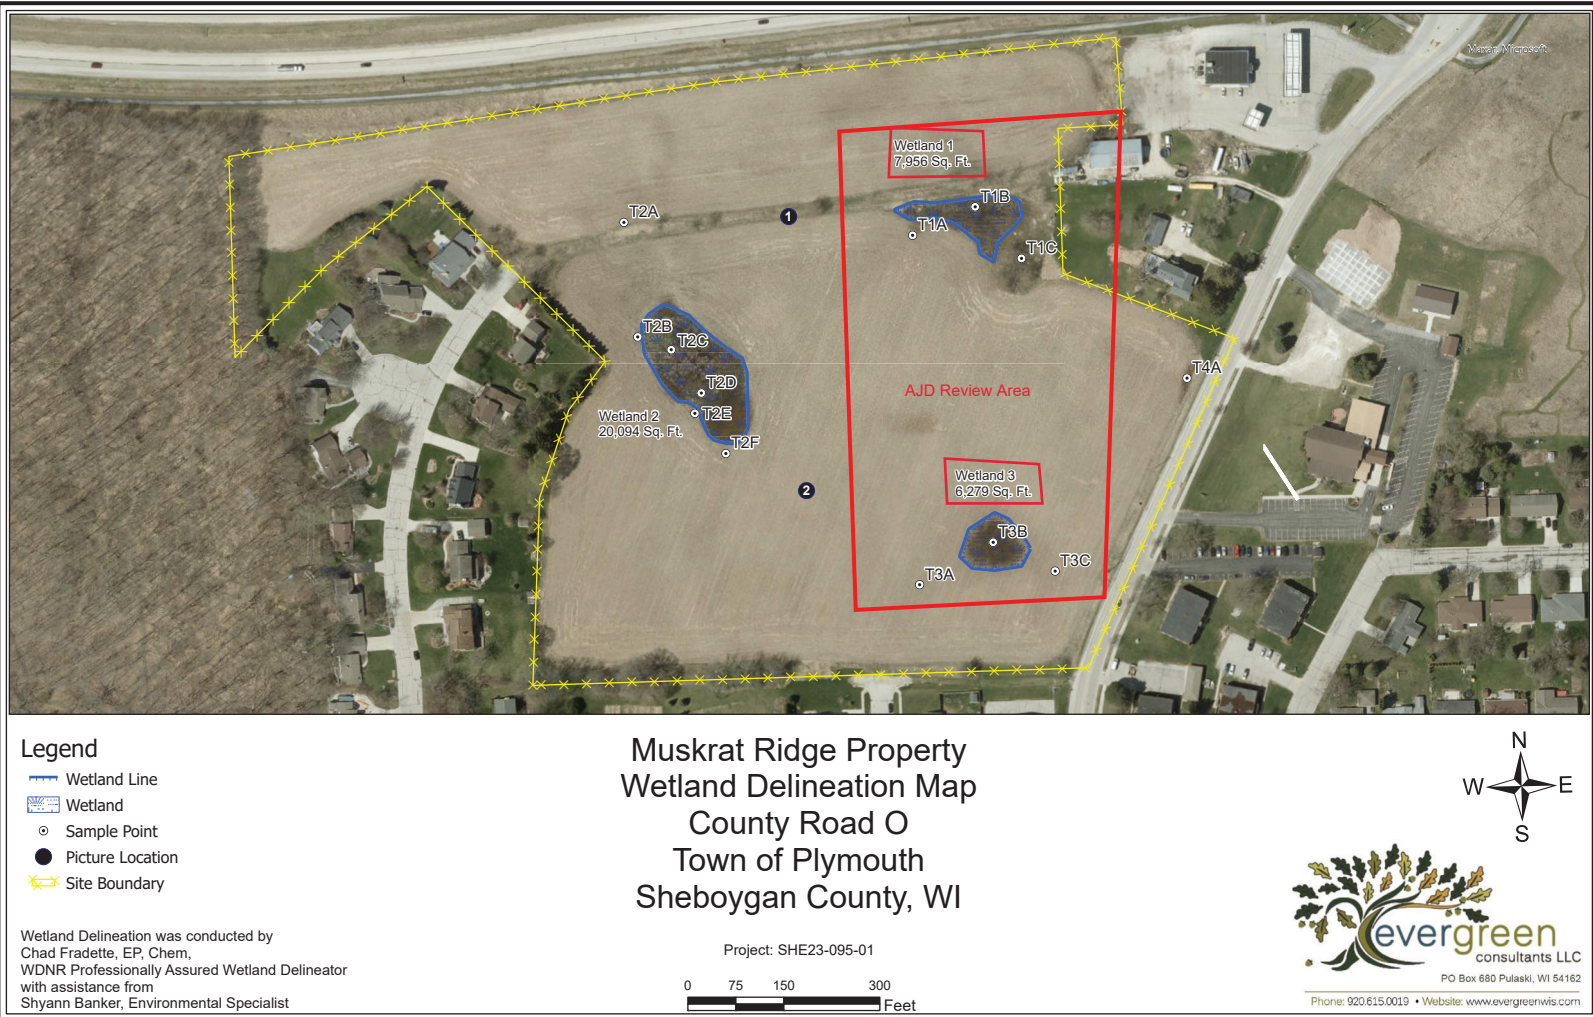 Maxar, Microsoft
Wetland 1
7,956 Sq. Ft.
T1B
T2A
1
T1A
T1C
T2B
T2C
T4A
T2D
AJD Review Area
T2E
Wetland 2
20,094 Sq. Ft.
T2F
Wetland 3
6,279 Sq. Ft.
2
T3B
T3C
T3A
Legend
Wetland Line
Wetland
Sample Point
Picture Location
Site Boundary
Wetland Delineation was conducted by
Chad Fradette, EP, Chem,
WDNR Professionally Assured Wetland Delineator
with assistance from
Shyann Banker, Environmental Specialist
Muskrat Ridge Property
Wetland Delineation Map
County Road O
Town of Plymouth
Sheboygan County, WI
Project: SHE23-095-01
0 75 150 300
Feet
N
W E
S
evergreen
consultants LLC
PO Box 680 Pulaski, WI 54162
Phone: 920.615.0019 • Website: www.evergreenwis.com